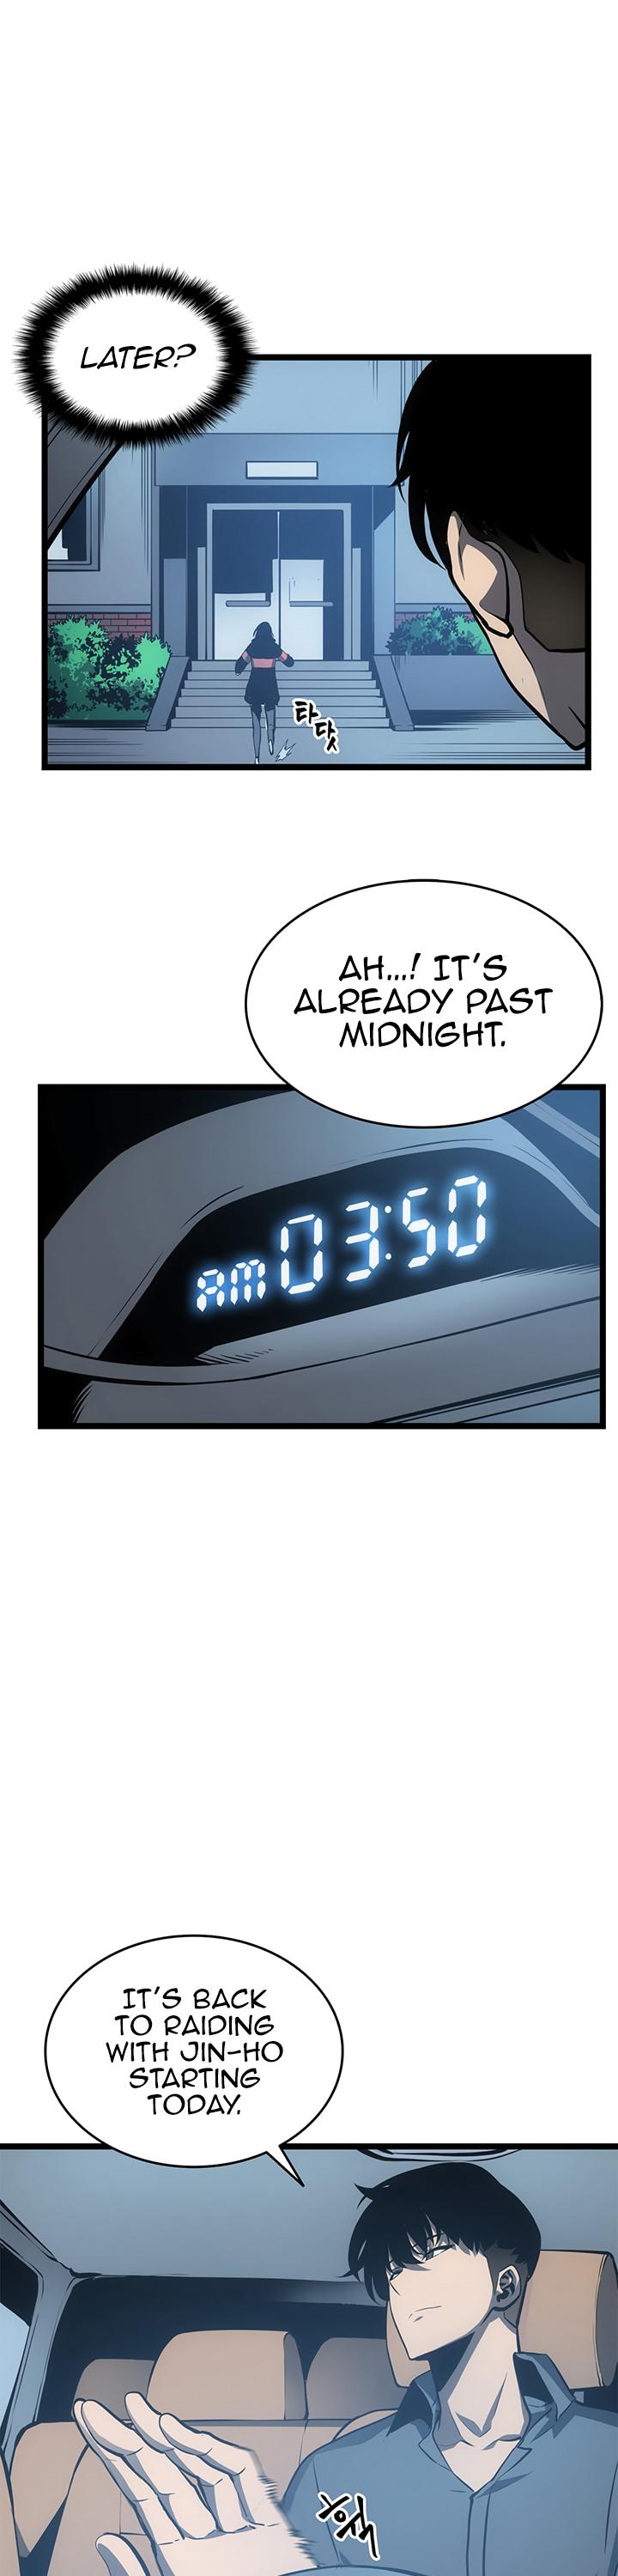 LATER?
타
닷
AH...! IT'S
ALREADY PAST
MIDNIGHT.
AM 03:50
IT'S BACK
TO RAIDING
WITH JIN-HO
STARTING
TODAY.